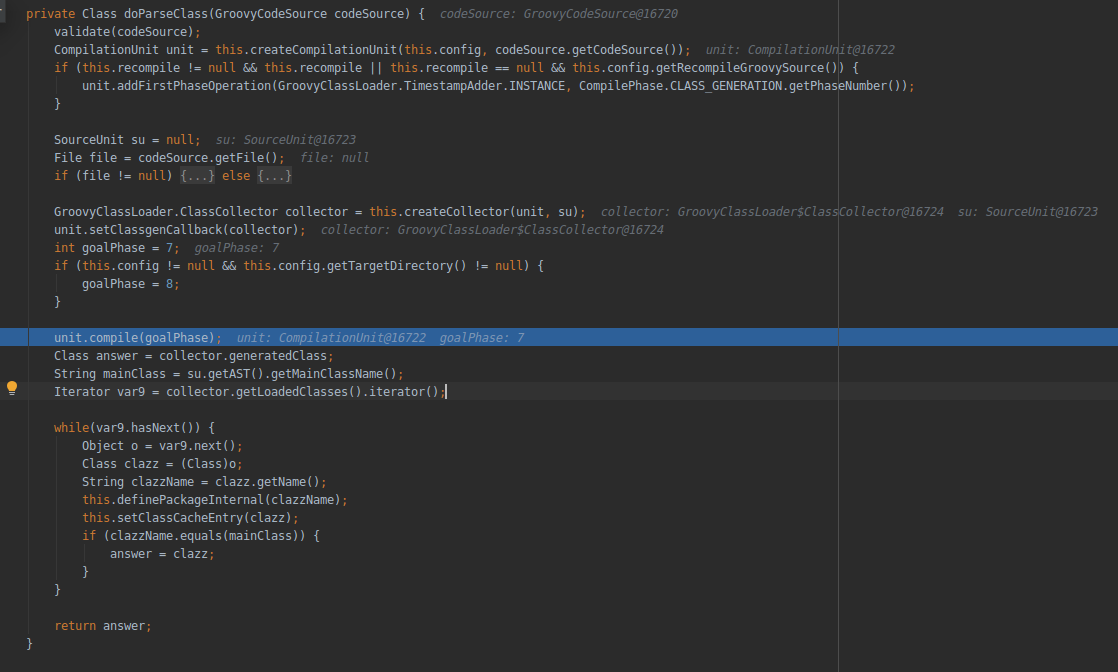 private Class doParseClass(GroovyCodeSource codeSource) {  codeSource: GroovyCodeSource@16720
    validate(codeSource);
    CompilationUnit unit = this.createCompilationUnit(this.config, codeSource.getCodeSource());  unit: CompilationUnit@16722
    if (this.recompile != null && this.recompile || this.recompile == null && this.config.getRecompileGroovySource()) {
        unit.addFirstPhaseOperation(GroovyClassLoader.TimestampAdder.INSTANCE, CompilePhase.CLASS_GENERATION.getPhaseNumber());
    }
    SourceUnit su = null;  su: SourceUnit@16723
    File file = codeSource.getFile();  file: null
    if (file != null) {...} else {...}
    GroovyClassLoader.ClassCollector collector = this.createCollector(unit, su);  collector: GroovyClassLoader$ClassCollector@16724  su: SourceUnit@16723
    unit.setClassgenCallback(collector);  collector: GroovyClassLoader$ClassCollector@16724
    int goalPhase = 7;  goalPhase: 7
    if (this.config != null && this.config.getTargetDirectory() != null) {
        goalPhase = 8;
    }
    unit.compile(goalPhase);  unit: CompilationUnit@16722  goalPhase: 7
    Class answer = collector.generatedClass;
    String mainClass = su.getAST().getMainClassName();
    Iterator var9 = collector.getLoadedClasses().iterator();
    while(var9.hasNext()) {
        Object o = var9.next();
        Class clazz = (Class)o;
        String clazzName = clazz.getName();
        this.definePackageInternal(clazzName);
        this.setClassCacheEntry(clazz);
        if (clazzName.equals(mainClass)) {
            answer = clazz;
        }
    }
    return answer;
}